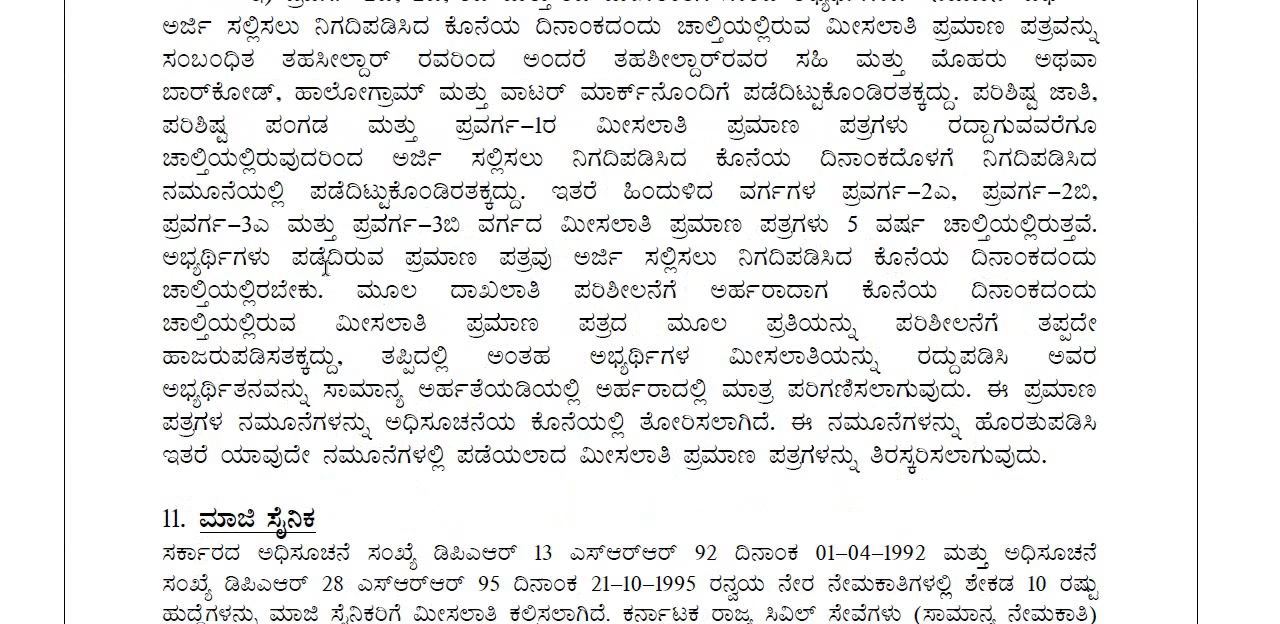 ಅರ್ಜಿ ಸಲ್ಲಿಸಲು ನಿಗದಿಪಡಿಸಿದ ಕೊನೆಯ ದಿನಾಂಕದಂದು ಚಾಲ್ತಿಯಲ್ಲಿರುವ ಮೀಸಲಾತಿ ಪ್ರಮಾಣ ಪತ್ರವನ್ನು
ಸಂಬಂಧಿತ ತಹಸೀಲ್ದಾರ್ ರವರಿಂದ ಅಂದರೆ ತಹಶೀಲ್ದಾರ್‌ರವರ ಸಹಿ ಮತ್ತು ಮೊಹರು ಅಥವಾ
ಬಾರ್‌ಕೋಡ್, ಹಾಲೋಗ್ರಾಮ್ ಮತ್ತು ವಾಟರ್ ಮಾರ್ಕ್‌ನೊಂದಿಗೆ ಪಡೆದಿಟ್ಟುಕೊಂಡಿರತಕ್ಕದ್ದು. ಪರಿಶಿಷ್ಟ ಜಾತಿ,
ಪರಿಶಿಷ್ಟ ಪಂಗಡ ಮತ್ತು ಪ್ರವರ್ಗ–1ರ ಮೀಸಲಾತಿ ಪ್ರಮಾಣ ಪತ್ರಗಳು ರದ್ದಾಗುವವರೆಗೂ
ಚಾಲ್ತಿಯಲ್ಲಿರುವುದರಿಂದ ಅರ್ಜಿ ಸಲ್ಲಿಸಲು ನಿಗದಿಪಡಿಸಿದ ಕೊನೆಯ ದಿನಾಂಕದೊಳಗೆ ನಿಗದಿಪಡಿಸಿದ
ನಮೂನೆಯಲ್ಲಿ ಪಡೆದಿಟ್ಟುಕೊಂಡಿರತಕ್ಕದ್ದು. ಇತರೆ ಹಿಂದುಳಿದ ವರ್ಗಗಳ ಪ್ರವರ್ಗ–2ಎ, ಪ್ರವರ್ಗ–2ಬಿ,
ಪ್ರವರ್ಗ–3ಎ ಮತ್ತು ಪ್ರವರ್ಗ–3ಬಿ ವರ್ಗದ ಮೀಸಲಾತಿ ಪ್ರಮಾಣ ಪತ್ರಗಳು 5 ವರ್ಷ ಚಾಲ್ತಿಯಲ್ಲಿರುತ್ತವೆ.
ಅಭ್ಯರ್ಥಿಗಳು ಪಡೆದಿರುವ ಪ್ರಮಾಣ ಪತ್ರವು ಅರ್ಜಿ ಸಲ್ಲಿಸಲು ನಿಗದಿಪಡಿಸಿದ ಕೊನೆಯ ದಿನಾಂಕದಂದು
ಚಾಲ್ತಿಯಲ್ಲಿರಬೇಕು. ಮೂಲ ದಾಖಲಾತಿ ಪರಿಶೀಲನೆಗೆ ಅರ್ಹರಾದಾಗ ಕೊನೆಯ ದಿನಾಂಕದಂದು
ಚಾಲ್ತಿಯಲ್ಲಿರುವ ಮೀಸಲಾತಿ ಪ್ರಮಾಣ ಪತ್ರದ ಮೂಲ ಪ್ರತಿಯನ್ನು ಪರಿಶೀಲನೆಗೆ ತಪ್ಪದೇ
ಹಾಜರುಪಡಿಸತಕ್ಕದ್ದು, ತಪ್ಪಿದಲ್ಲಿ ಅಂತಹ ಅಭ್ಯರ್ಥಿಗಳ ಮೀಸಲಾತಿಯನ್ನು ರದ್ದುಪಡಿಸಿ ಅವರ
ಅಭ್ಯರ್ಥಿತನವನ್ನು ಸಾಮಾನ್ಯ ಅರ್ಹತೆಯಡಿಯಲ್ಲಿ ಅರ್ಹರಾದಲ್ಲಿ ಮಾತ್ರ ಪರಿಗಣಿಸಲಾಗುವುದು. ಈ ಪ್ರಮಾಣ
ಪತ್ರಗಳ ನಮೂನೆಗಳನ್ನು ಅಧಿಸೂಚನೆಯ ಕೊನೆಯಲ್ಲಿ ತೋರಿಸಲಾಗಿದೆ. ಈ ನಮೂನೆಗಳನ್ನು ಹೊರತುಪಡಿಸಿ
ಇತರೆ ಯಾವುದೇ ನಮೂನೆಗಳಲ್ಲಿ ಪಡೆಯಲಾದ ಮೀಸಲಾತಿ ಪ್ರಮಾಣ ಪತ್ರಗಳನ್ನು ತಿರಸ್ಕರಿಸಲಾಗುವುದು.
11. ಮಾಜಿ ಸೈನಿಕ
ಸರ್ಕಾರದ ಅಧಿಸೂಚನೆ ಸಂಖ್ಯೆ ಡಿಪಿಎಆರ್ 13 ಎಸ್ಆರ್ಆರ್ 92 ದಿನಾಂಕ 01–04–1992 ಮತ್ತು ಅಧಿಸೂಚನೆ
ಸಂಖ್ಯೆ ಡಿಪಿಎಆರ್ 28 ಎಸ್ಆರ್ಆರ್ 95 ದಿನಾಂಕ 21–10–1995 ರನ್ವಯ ನೇರ ನೇಮಕಾತಿಗಳಲ್ಲಿ ಶೇಕಡ 10 ರಷ್ಟು
ಹುದ್ದೆಗಳನ್ನು ಮಾಜಿ ಸೈನಿಕರಿಗೆ ಮೀಸಲಾತಿ ಕಲ್ಪಿಸಲಾಗಿದೆ. ಕರ್ನಾಟಕ ರಾಜ್ಯ ಸಿವಿಲ್ ಸೇವೆಗಳು (ಸಾಮಾನ್ಯ ನೇಮಕಾತಿ)